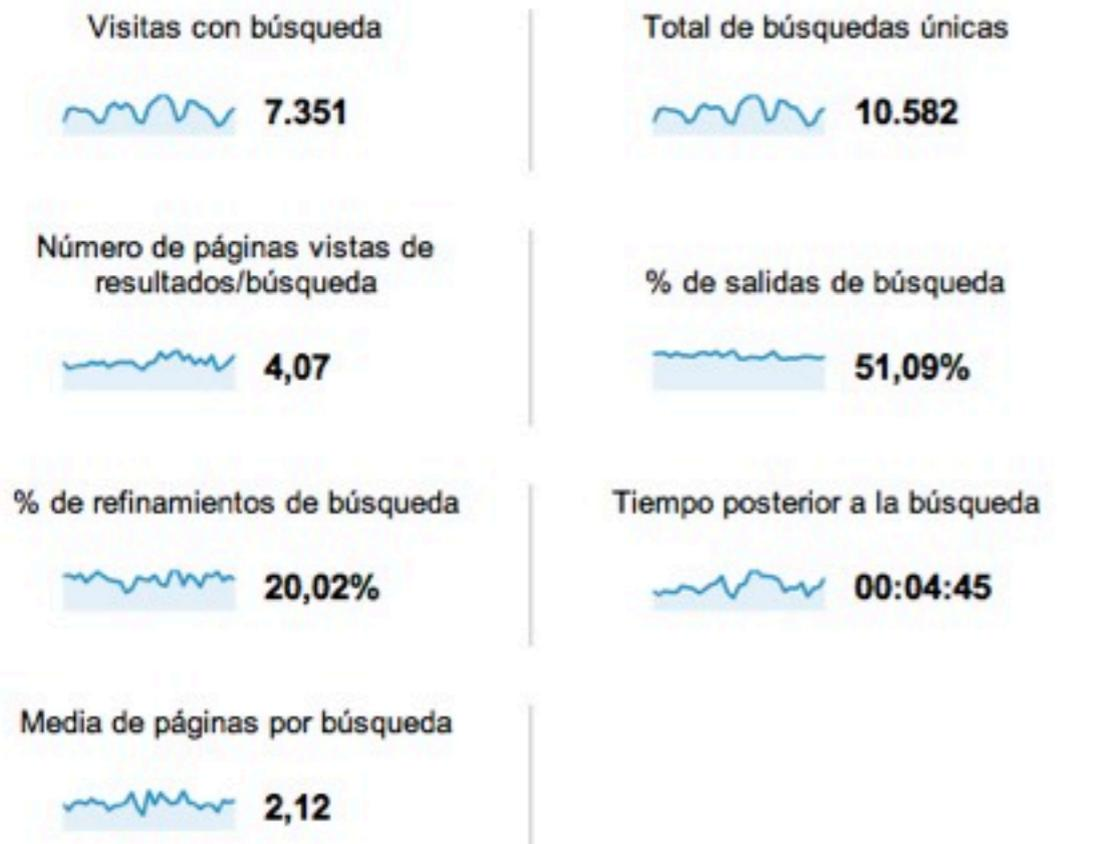 Visitas con búsqueda
7.351
Total de búsquedas únicas
10.582
Número de páginas vistas de
resultados/búsqueda
4,07
% de salidas de búsqueda
51,09%
% de refinamientos de búsqueda
20,02%
Tiempo posterior a la búsqueda
00:04:45
Media de páginas por búsqueda
2,12